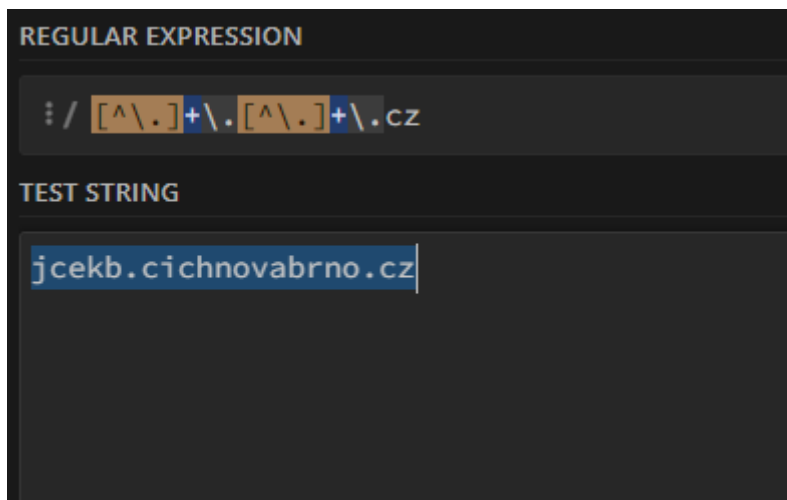 REGULAR EXPRESSION
⋮ / [^\.]+\.[^\.]+\.cz
TEST STRING
jcekb.cichnovabrno.cz